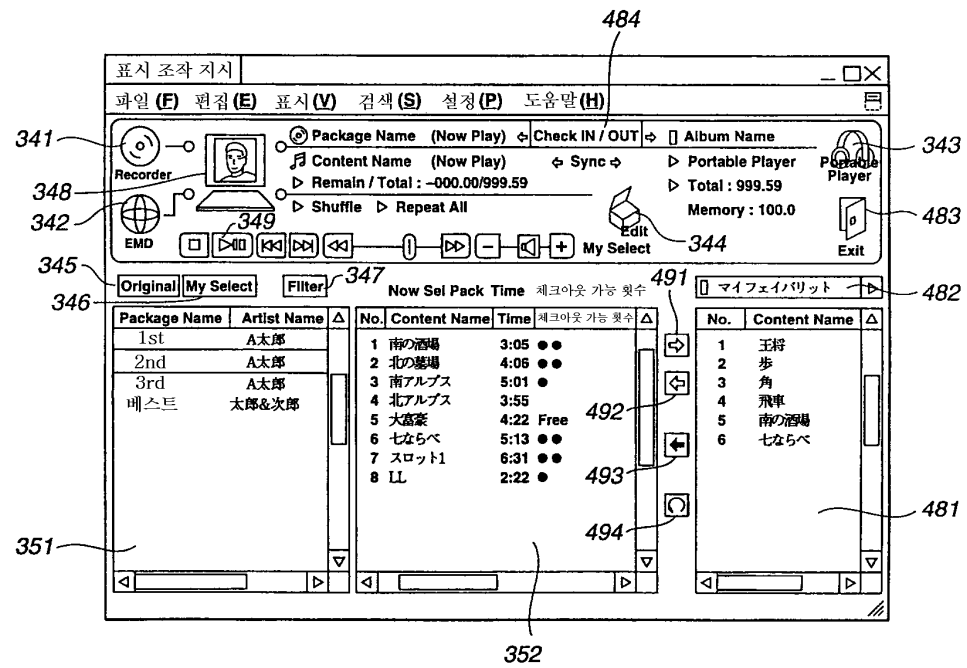 484
표시 조작 지시
파일 (F) 편집 (E) 표시 (V) 검색 (S) 설정 (P) 도움말 (H)
341
Recorder
348
342
EMD
Package Name (Now Play) ⇦ Check IN / OUT ⇨ Album Name
Content Name (Now Play) ⇦ Sync ⇨ ▷ Portable Player
▷ Remain / Total : –000.00/999.59 ▷ Total : 999.59
▷ Shuffle ▷ Repeat All Memory : 100.0
349
Edit
My Select
344
Portable
Player
343
483
Exit
345
346
Original My Select Filter 347
Now Sel Pack Time 체크아웃 가능 횟수
491
マイフェイバリット
482
Package Name Artist Name
1st A太郎
2nd A太郎
3rd A太郎
ベスト 太郎&次郎
351
No. Content Name Time 체크아웃 가능 횟수
1 南の酒場 3:05 ●●
2 北の墓場 4:06 ●●
3 南アルプス 5:01 ●
4 北アルプス 3:55
5 大富豪 4:22 Free
6 七ならべ 5:13 ●●
7 スロット1 6:31 ●●
8 LL 2:22 ●
352
492
493
494
No. Content Name
1 王将
2 歩
3 角
4 飛車
5 南の酒場
6 七ならべ
481